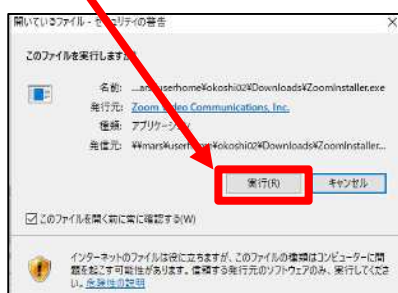 開いているファイル - セキュリティの警告
このファイルを実行しますか?
名前: ...ars¥userhome¥okoshi02¥Downloads¥ZoomInstaller.exe
発行元: Zoom Video Communications, Inc.
種類: アプリケーション
発信元: ¥¥mars¥userhome¥okoshi02¥Downloads¥ZoomInstaller...
実行(R)
キャンセル
この種類のファイルを開く前に常に確認する(W)
インターネットのファイルは役に立ちますが、このファイルの種類はコンピューターに問
題を起こす可能性があります。信頼する発行元のソフトウェアのみ、実行してくださ
い。危険性の説明